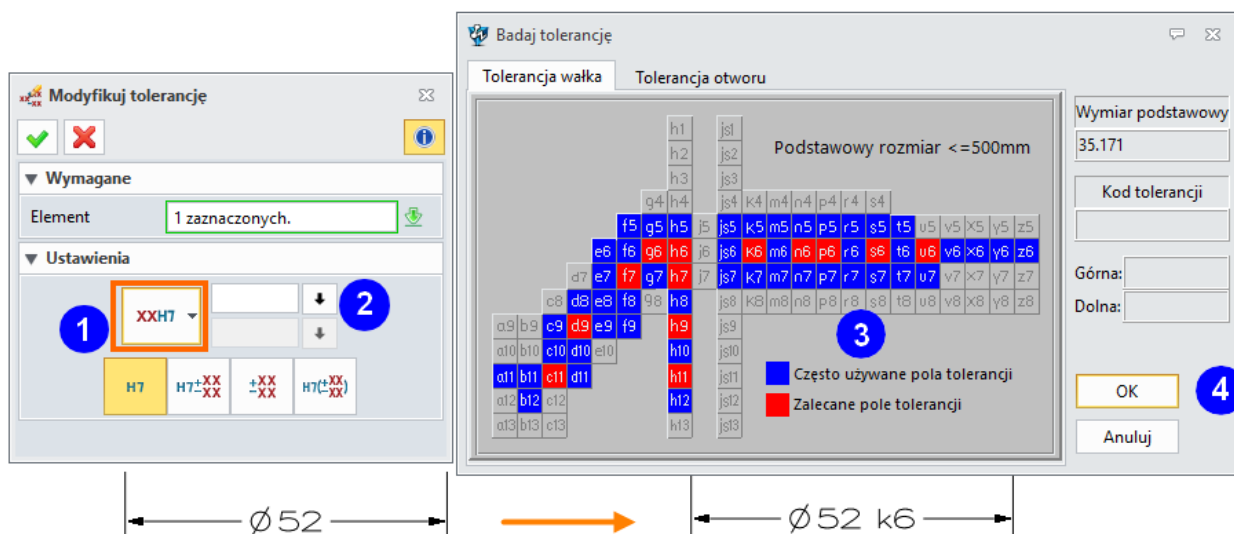 Modyfikuj tolerancję
Wymagane
Element 1 zaznaczonych.
Ustawienia
1 XXH7 2
H7 H7±XX XX ±XX XX H7(±XX XX)
Badaj tolerancję
Tolerancja wałka Tolerancja otworu
Podstawowy rozmiar <=500mm
h1 js1
h2 js2
h3 js3
g4 h4 js4 k4 m4 n4 p4 r4 s4
f5 g5 h5 j5 js5 k5 m5 n5 p5 r5 s5 t5 u5 v5 x5 y5 z5
e6 f6 g6 h6 j6 js6 k6 m6 n6 p6 r6 s6 t6 u6 v6 x6 y6 z6
d7 e7 f7 g7 h7 j7 js7 k7 m7 n7 p7 r7 s7 t7 u7 v7 x7 y7 z7
c8 d8 e8 f8 g8 h8 js8 k8 m8 n8 p8 r8 s8 t8 u8 v8 x8 y8 z8
a9 b9 c9 d9 e9 f9 h9 js9
a10 b10 c10 d10 e10 h10 js10
a11 b11 c11 d11 h11 js11
a12 b12 c12 h12 js12
a13 b13 c13 h13 js13
3
Często używane pola tolerancji
Zalecane pole tolerancji
Wymiar podstawowy
35.171
Kod tolerancji
Górna:
Dolna:
OK 4
Anuluj
Ø52
Ø52 k6